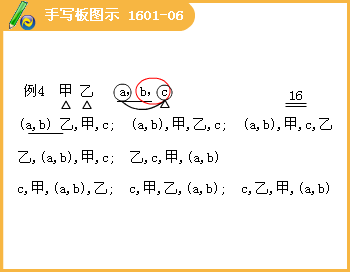 手写板图示 1601-06
例4 甲 乙 a, b, c 16
(a,b) 乙,甲,c; (a,b),甲,乙,c; (a,b),甲,c,乙
乙,(a,b),甲,c; 乙,c,甲,(a,b)
c,甲,(a,b),乙; c,甲,乙,(a,b); c,乙,甲,(a,b)